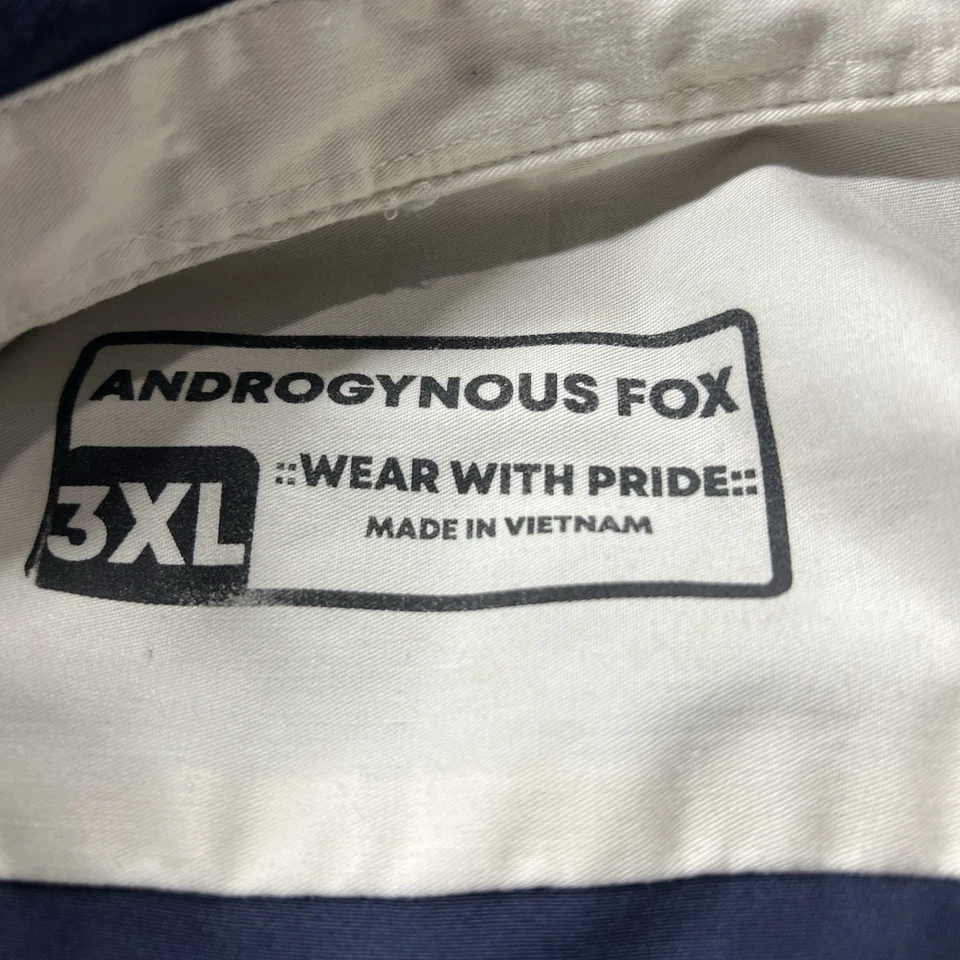 ANDROGYNOUS FOX
3XL
::WEAR WITH PRIDE::
MADE IN VIETNAM